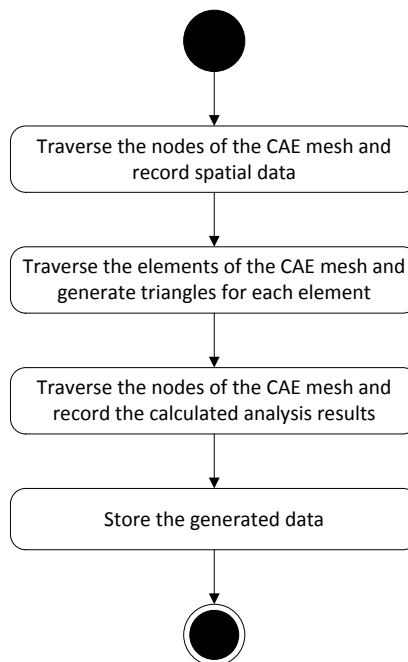 Traverse the nodes of the CAE mesh and
record spatial data
Traverse the elements of the CAE mesh and
generate triangles for each element
Traverse the nodes of the CAE mesh and
record the calculated analysis results
Store the generated data